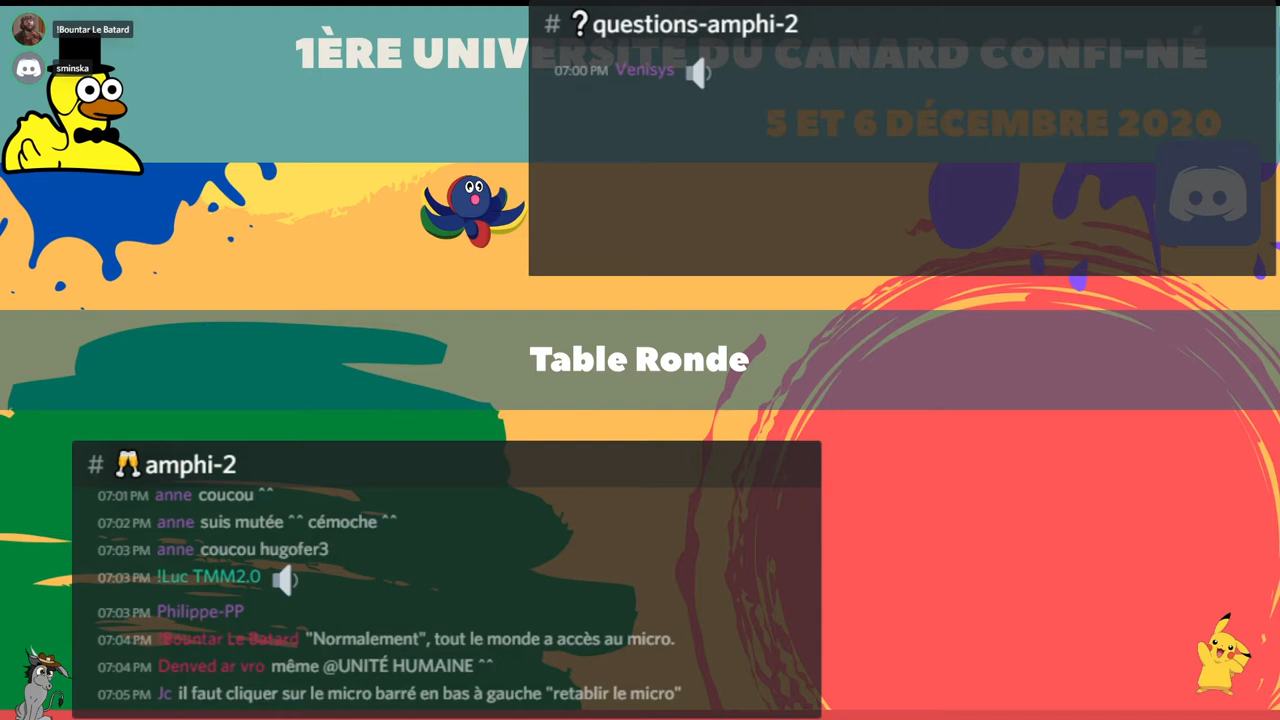 !Bountar Le Batard
sminska
1ÈRE UNIVERSITÉ DU CANARD CONFI-NÉ
5 ET 6 DÉCEMBRE 2020
# ❓questions-amphi-2
07:00 PM Venisys 🔈
Table Ronde
# 🥂amphi-2
07:01 PM anne coucou ^^
07:02 PM anne suis mutée ^^ cémoche ^^
07:03 PM anne coucou hugofer3
07:03 PM !Luc TMM2.0 🔈
07:03 PM Philippe-PP
07:04 PM !Bountar Le Batard "Normalement", tout le monde a accès au micro.
07:04 PM Denved ar vro même @UNITÉ HUMAINE ^^
07:05 PM Jc il faut cliquer sur le micro barré en bas à gauche "retablir le micro"